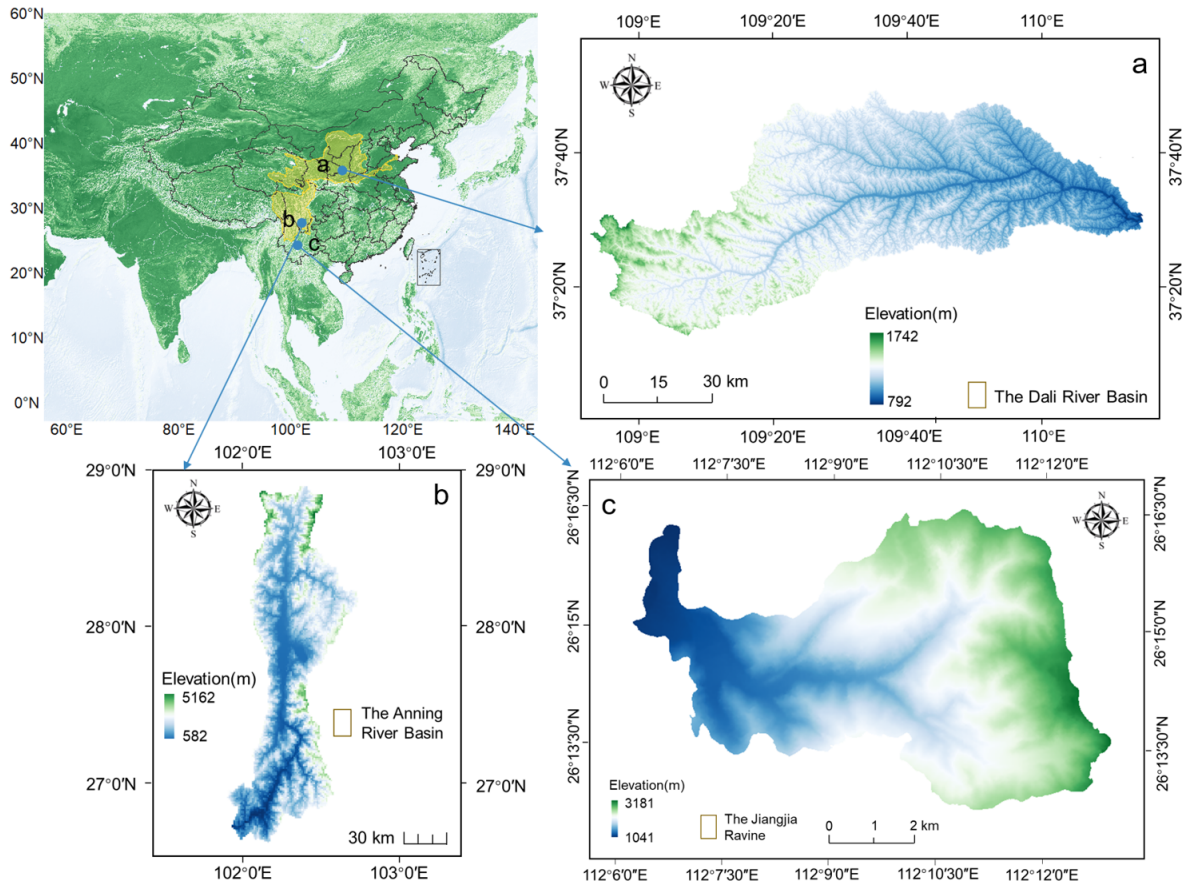 60°N
50°N
40°N
30°N
20°N
10°N
0°N
60°E
80°E
100°E
120°E
140°E
a
b
c
109°E
109°20′E
109°40′E
110°E
a
N
W
E
S
37°40′N
37°20′N
37°40′N
37°20′N
Elevation(m)
1742
792
0
15
30 km
The Dali River Basin
109°E
109°20′E
109°40′E
110°E
102°0′E
103°0′E
29°0′N
28°0′N
27°0′N
29°0′N
28°0′N
27°0′N
b
N
W
E
S
Elevation(m)
5162
582
The Anning
River Basin
30 km
102°0′E
103°0′E
112°6′0″E
112°7′30″E
112°9′0″E
112°10′30″E
112°12′0″E
c
N
W
E
S
26°16′30″N
26°15′0″N
26°13′30″N
26°16′30″N
26°15′0″N
26°13′30″N
Elevation(m)
3181
1041
The Jiangjia
Ravine
0
1
2 km
112°6′0″E
112°7′30″E
112°9′0″E
112°10′30″E
112°12′0″E